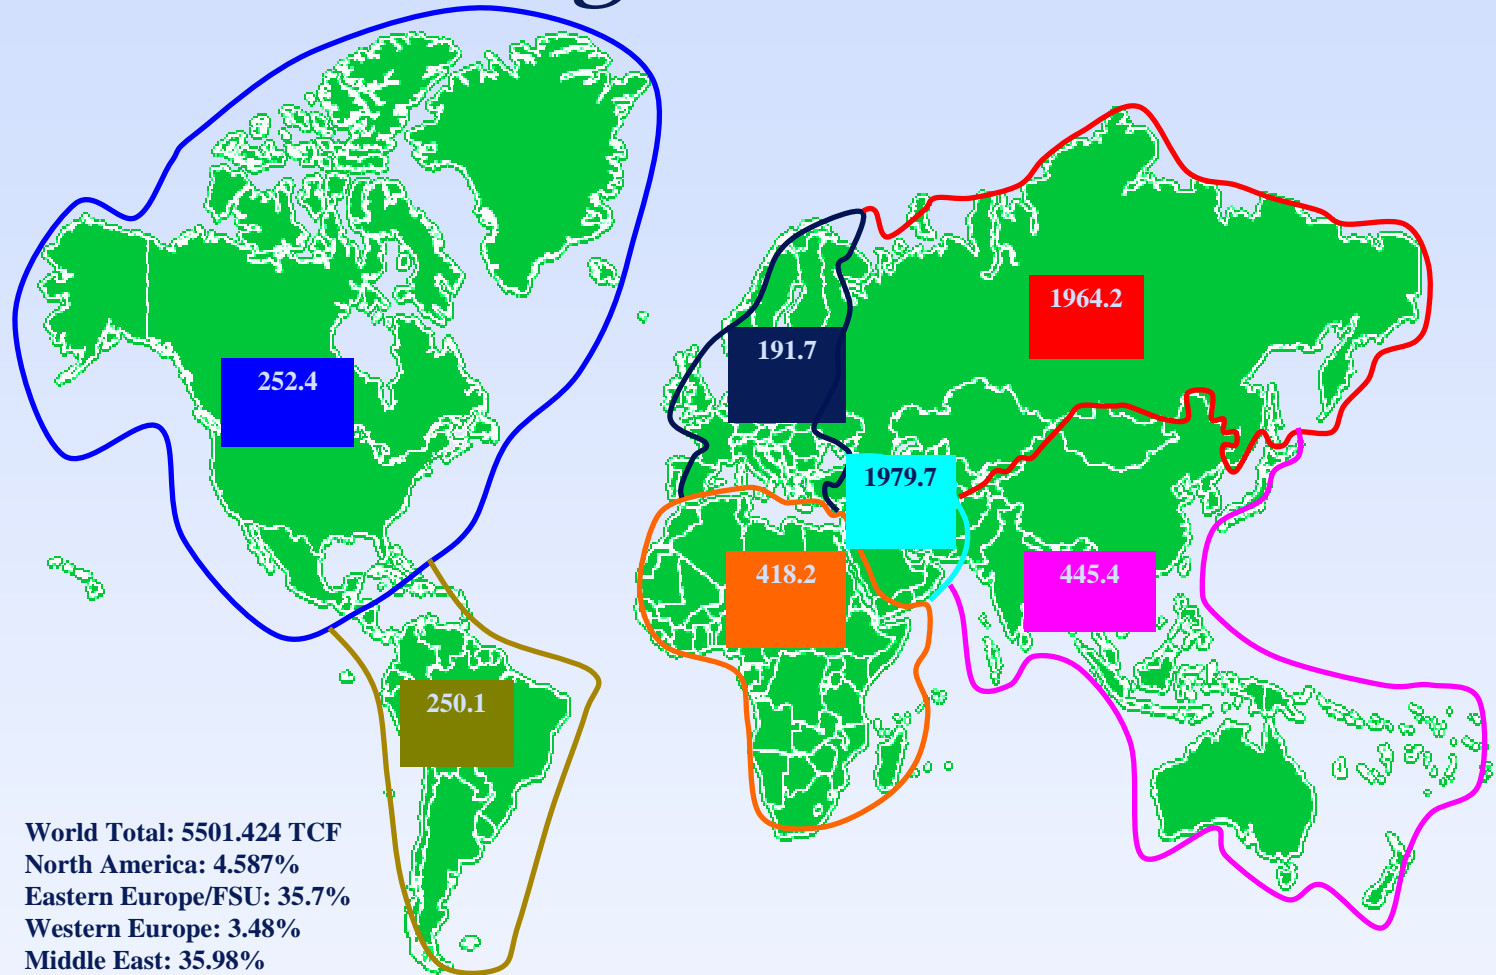 1964.2
191.7
252.4
1979.7
418.2
445.4
250.1
World Total: 5501.424 TCF
North America: 4.587%
Eastern Europe/FSU: 35.7%
Western Europe: 3.48%
Middle East: 35.98%